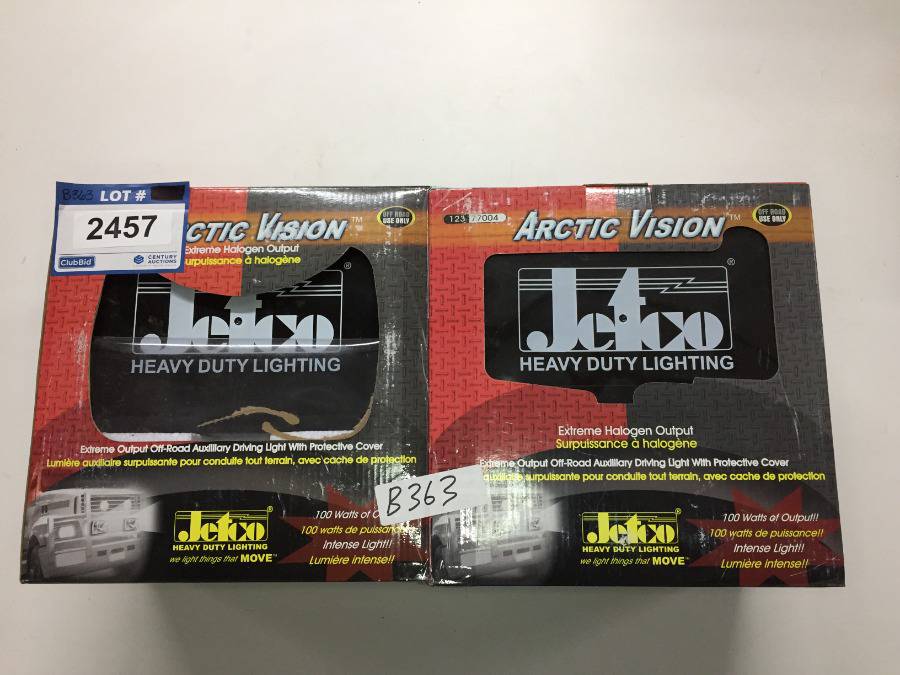 B363 LOT #
2457
ClubBid CENTURY AUCTIONS
CTIC VISION™
OFF ROAD
USE ONLY
Extreme Halogen Output
Surpuissance à halogène
Jetco®
HEAVY DUTY LIGHTING
Extreme Output Off-Road Auxilliary Driving Light With Protective Cover
Lumière auxiliaire surpuissante pour conduite tout terrain, avec cache de protection
Jetco®
HEAVY DUTY LIGHTING
we light things that MOVE™
100 Watts of O
100 watts de puissan
Intense Light!!
Lumière intense!!
123 77004
ARCTIC VISION™
OFF ROAD
USE ONLY
Jetco®
HEAVY DUTY LIGHTING
Extreme Halogen Output
Surpuissance à halogène
Extreme Output Off-Road Auxilliary Driving Light With Protective Cover
auxiliaire surpuissante pour conduite tout terrain, avec cache de protection
B363
Jetco®
HEAVY DUTY LIGHTING
we light things that MOVE™
100 Watts of Output!!
100 watts de puissance!!
Intense Light!!
Lumière intense!!